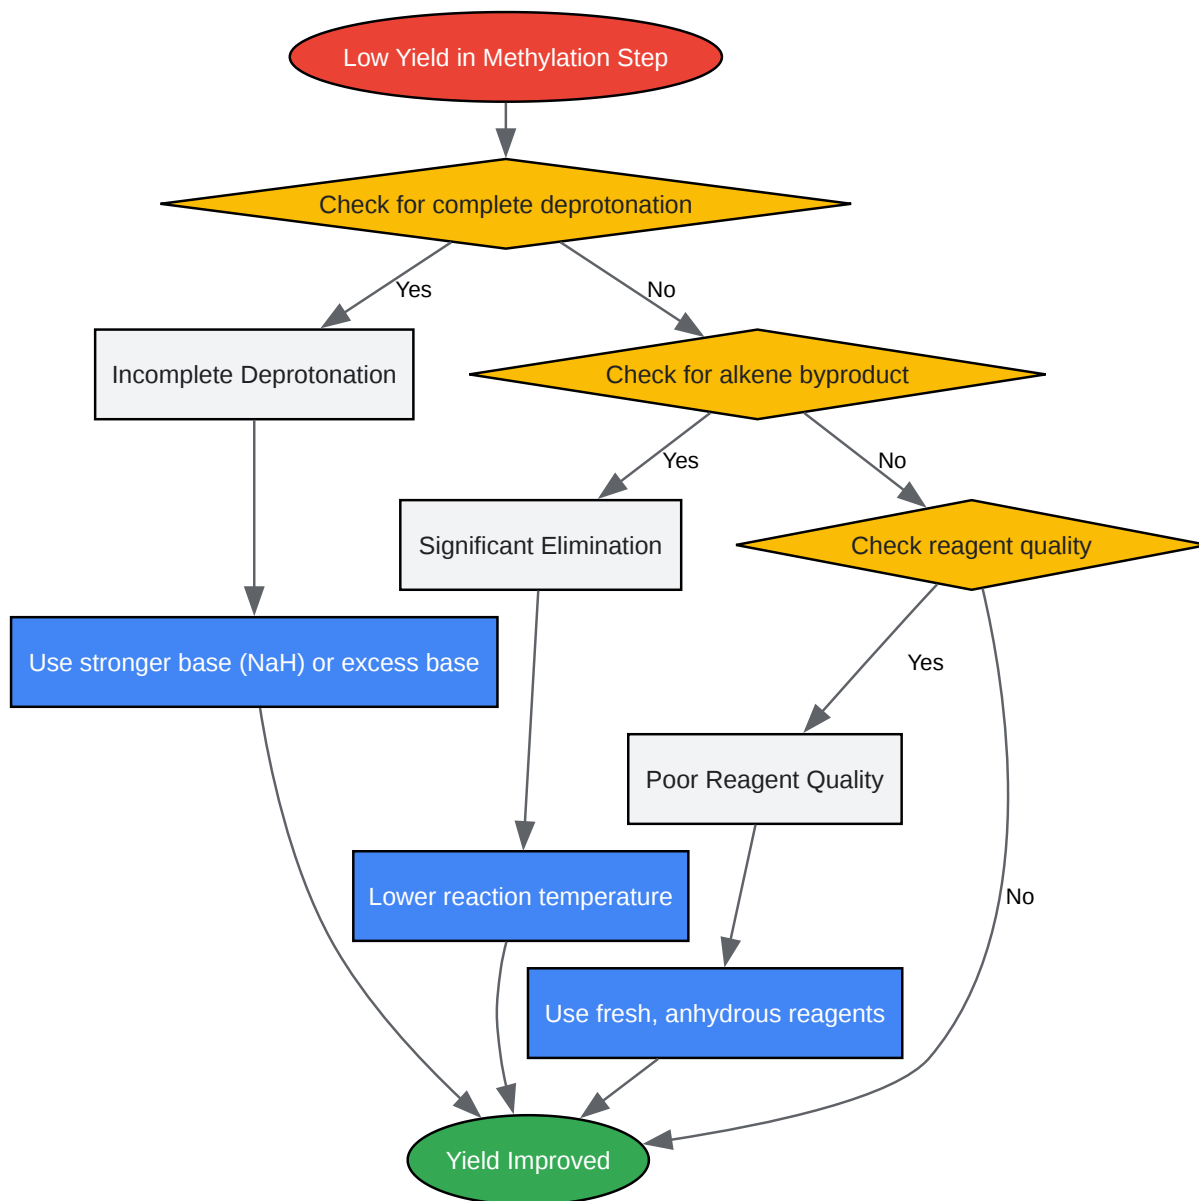 Low Yield in Methylation Step
Check for complete deprotonation
Yes
No
Incomplete Deprotonation
Check for alkene byproduct
Yes
No
Significant Elimination
Check reagent quality
Use stronger base (NaH) or excess base
Yes
Poor Reagent Quality
Lower reaction temperature
No
Use fresh, anhydrous reagents
Yield Improved